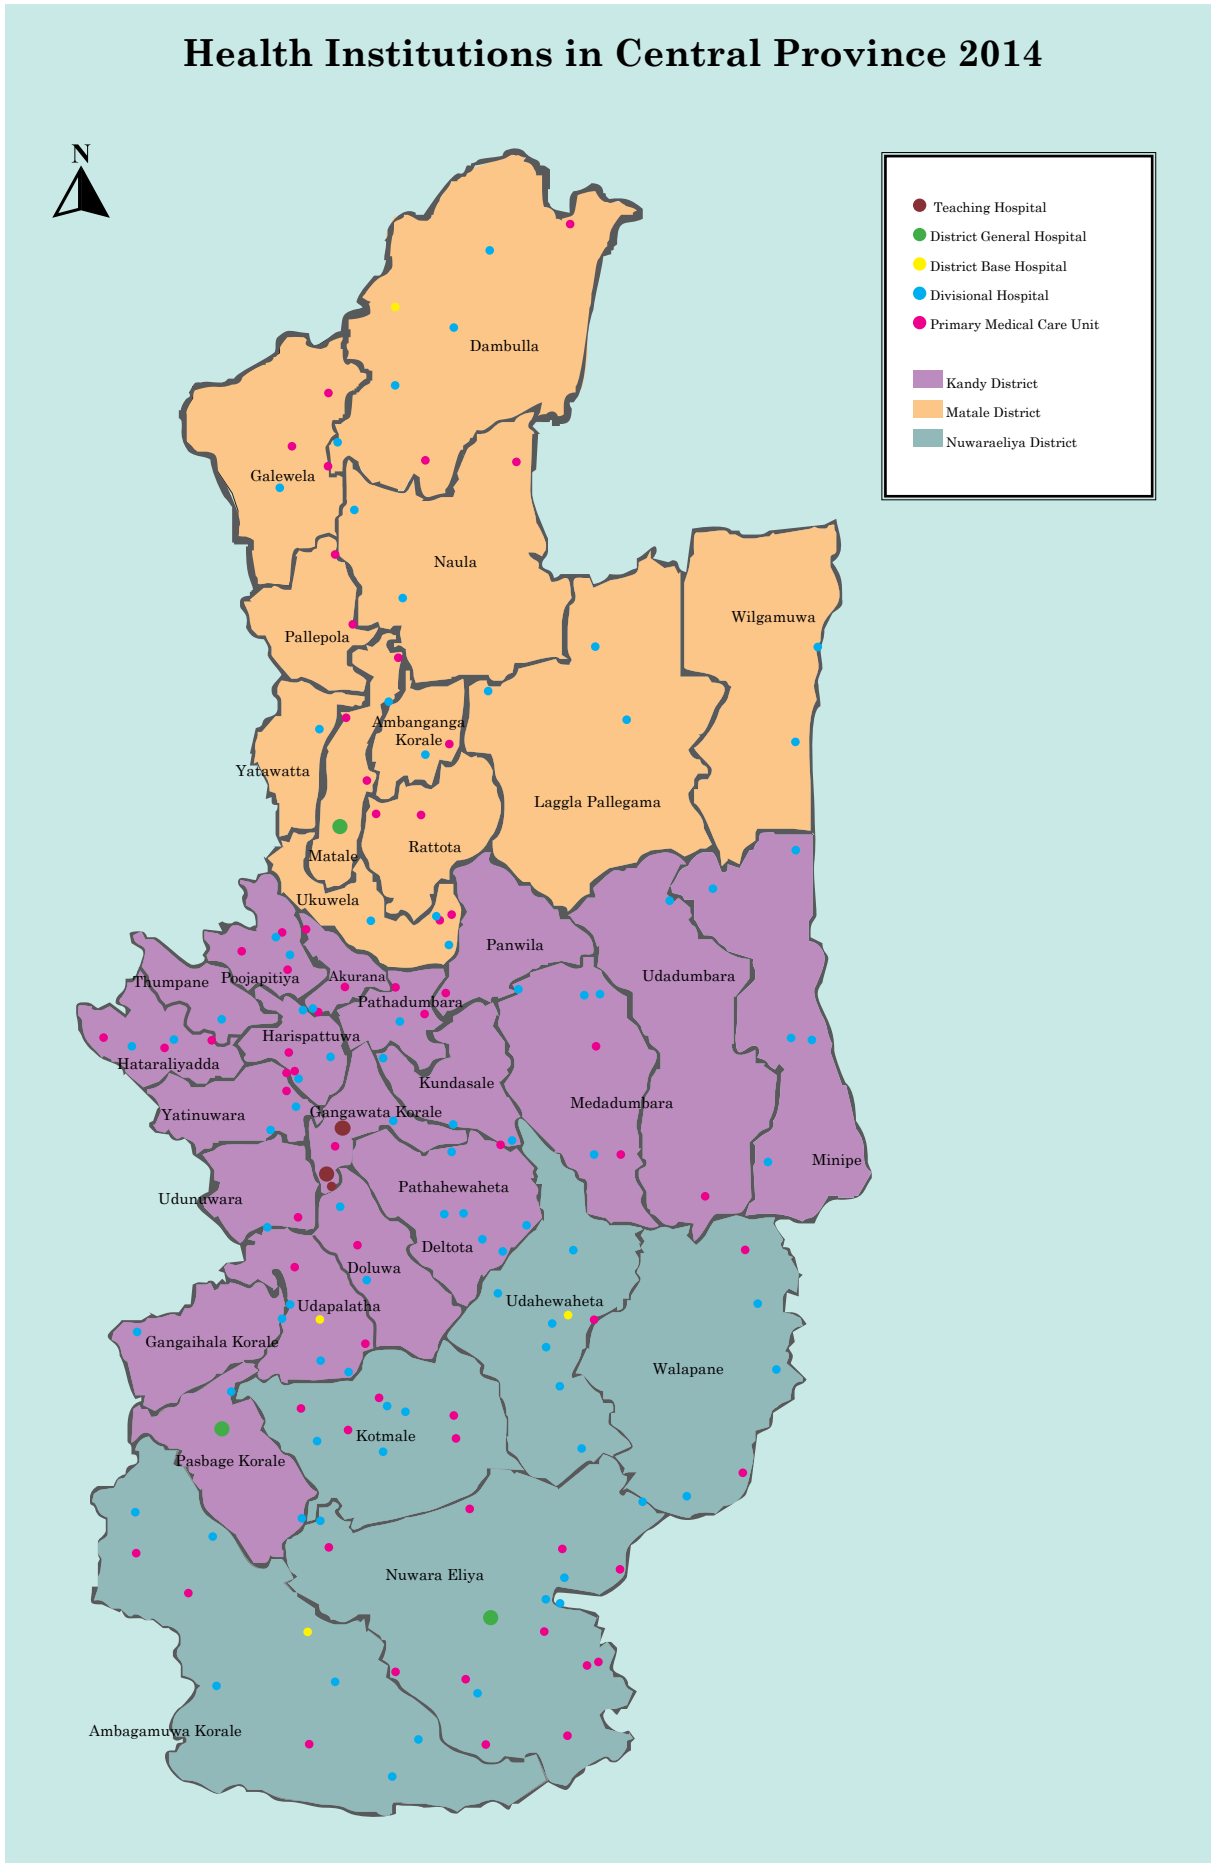 Health Institutions in Central Province 2014
N
Teaching Hospital
District General Hospital
District Base Hospital
Divisional Hospital
Primary Medical Care Unit
Kandy District
Matale District
Nuwaraeliya District
Dambulla
Galewela
Naula
Wilgamuwa
Pallepola
Ambanganga
Korale
Yatawatta
Laggla Pallegama
Rattota
Matale
Ukuwela
Panwila
Udadumbara
Akurana
Poojapitiya
Thumpane
Pathadumbara
Harispattuwa
Hataraliyadda
Kundasale
Medadumbara
Gangawata Korale
Yatinuwara
Minipe
Pathahewaheta
Udunuwara
Deltota
Doluwa
Udahewaheta
Udapalatha
Gangaihala Korale
Walapane
Kotmale
Pasbage Korale
Nuwara Eliya
Ambagamuwa Korale